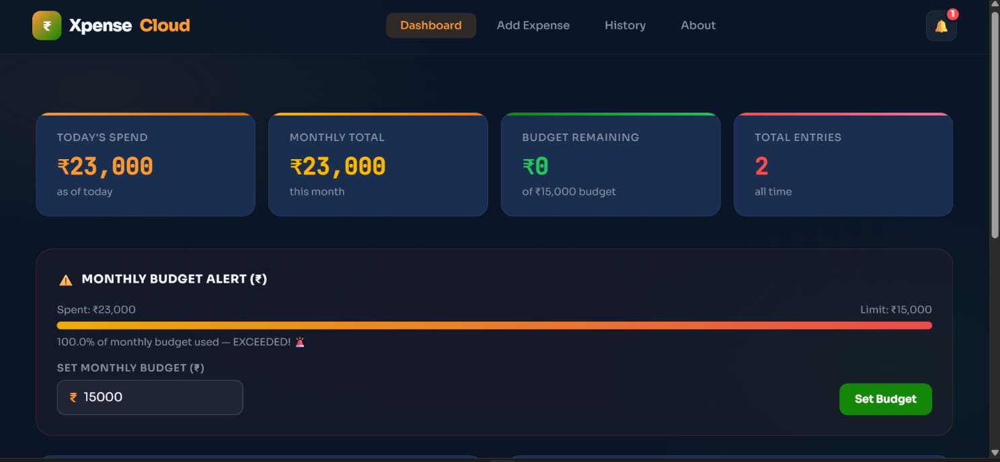 ₹ Xpense Cloud
Dashboard
Add Expense
History
About
1
TODAY'S SPEND
₹23,000
as of today
MONTHLY TOTAL
₹23,000
this month
BUDGET REMAINING
₹0
of ₹15,000 budget
TOTAL ENTRIES
2
all time
MONTHLY BUDGET ALERT (₹)
Spent: ₹23,000
Limit: ₹15,000
100.0% of monthly budget used — EXCEEDED! 🚨
SET MONTHLY BUDGET (₹)
₹ 15000
Set Budget